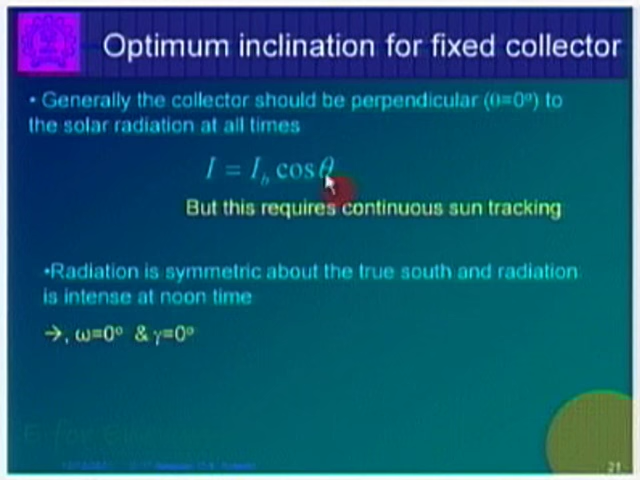 Optimum inclination for fixed collector
• Generally the collector should be perpendicular (θ=0º) to
the solar radiation at all times
I = I_b cos θ
But this requires continuous sun tracking
•Radiation is symmetric about the true south and radiation
is intense at noon time
→, ω=0º & γ=0º
21